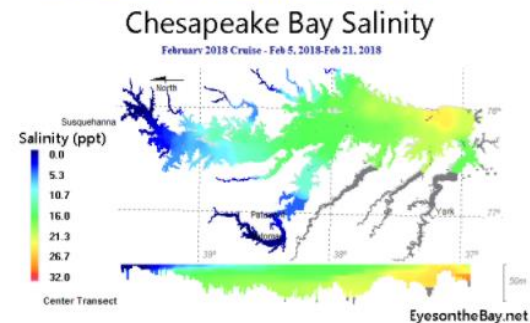 Chesapeake Bay Salinity
February 2018 Cruise - Feb 5, 2018-Feb 21, 2018
North
Susquehanna
Salinity (ppt)
0.0
5.3
10.7
16.0
21.3
26.7
32.0
76°
York
77°
39°
38°
37°
Center Transect
50m
EyesontheBay.net